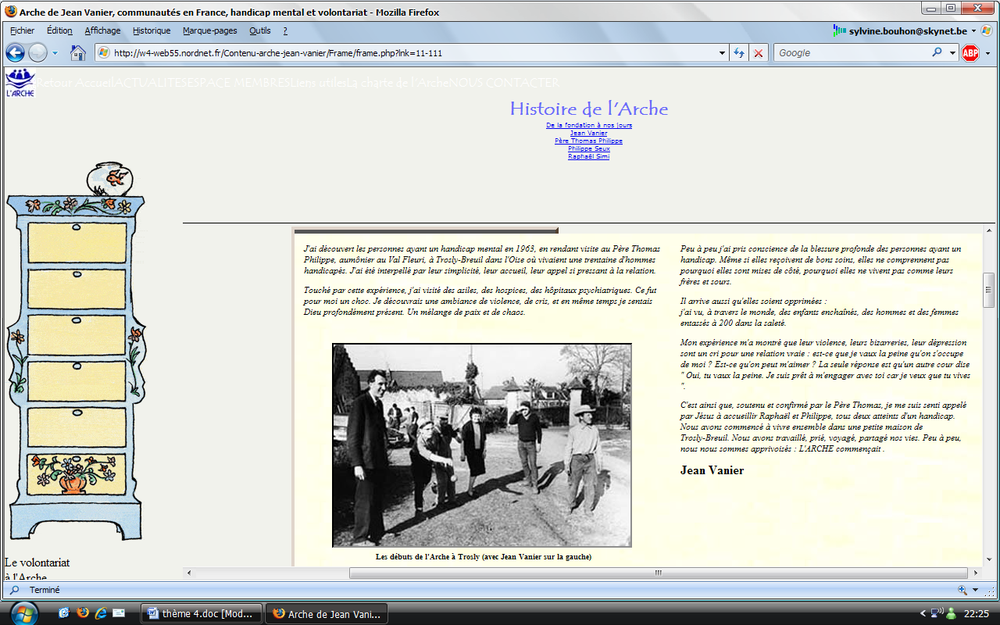 Arche de Jean Vanier, communautés en France, handicap mental et volontariat - Mozilla Firefox
Fichier Édition Affichage Historique Marque-pages Outils ?
sylvine.bouhon@skynet.be
http://w4-web55.nordnet.fr/Contenu-arche-jean-vanier/Frame/frame.php?lnk=11-111
Google
ABP
L'ARCHE
Retour AccueilACTUALITESESPACE MEMBRESLiens utilesLa charte de l'ArcheNOUS CONTACTER
Histoire de l'Arche
De la fondation à nos jours
Jean Vanier
Père Thomas Philippe
Philippe Seux
Raphaël Simi
J'ai découvert les personnes ayant un handicap mental en 1963, en rendant visite au Père Thomas
Philippe, aumônier au Val Fleuri, à Trosly-Breuil dans l'Oise où vivaient une trentaine d'hommes
handicapés. J'ai été interpellé par leur simplicité, leur accueil, leur appel si pressant à la relation.
Touché par cette expérience, j'ai visité des asiles, des hospices, des hôpitaux psychiatriques. Ce fut
pour moi un choc. Je découvrais une ambiance de violence, de cris, et en même temps je sentais
Dieu profondément présent. Un mélange de paix et de chaos.
Les débuts de l'Arche à Trosly (avec Jean Vanier sur la gauche)
Peu à peu j'ai pris conscience de la blessure profonde des personnes ayant un
handicap. Même si elles reçoivent de bons soins, elles ne comprennent pas
pourquoi elles sont mises de côté, pourquoi elles ne vivent pas comme leurs
frères et sours.
Il arrive aussi qu'elles soient opprimées :
j'ai vu, à travers le monde, des enfants enchaînés, des hommes et des femmes
entassés à 200 dans la saleté.
Mon expérience m'a montré que leur violence, leurs bizarreries, leur dépression
sont un cri pour une relation vraie : est-ce que je vaux la peine qu'on s'occupe
de moi ? Est-ce qu'on peut m'aimer ? La seule réponse est qu'un autre cour dise
" Oui, tu vaux la peine. Je suis prêt à m'engager avec toi car je veux que tu vives
".
C'est ainsi que, soutenu et confirmé par le Père Thomas, je me suis senti appelé
par Jésus à accueillir Raphaël et Philippe, tous deux atteints d'un handicap.
Nous avons commencé à vivre ensemble dans une petite maison de
Trosly-Breuil. Nous avons travaillé, prié, voyagé, partagé nos vies. Peu à peu,
nous nous sommes apprivoisés : L'ARCHE commençait .
Jean Vanier
Le volontariat
à l'Arche
Terminé
thème 4.doc [Mod...
Arche de Jean Vani...
22:25